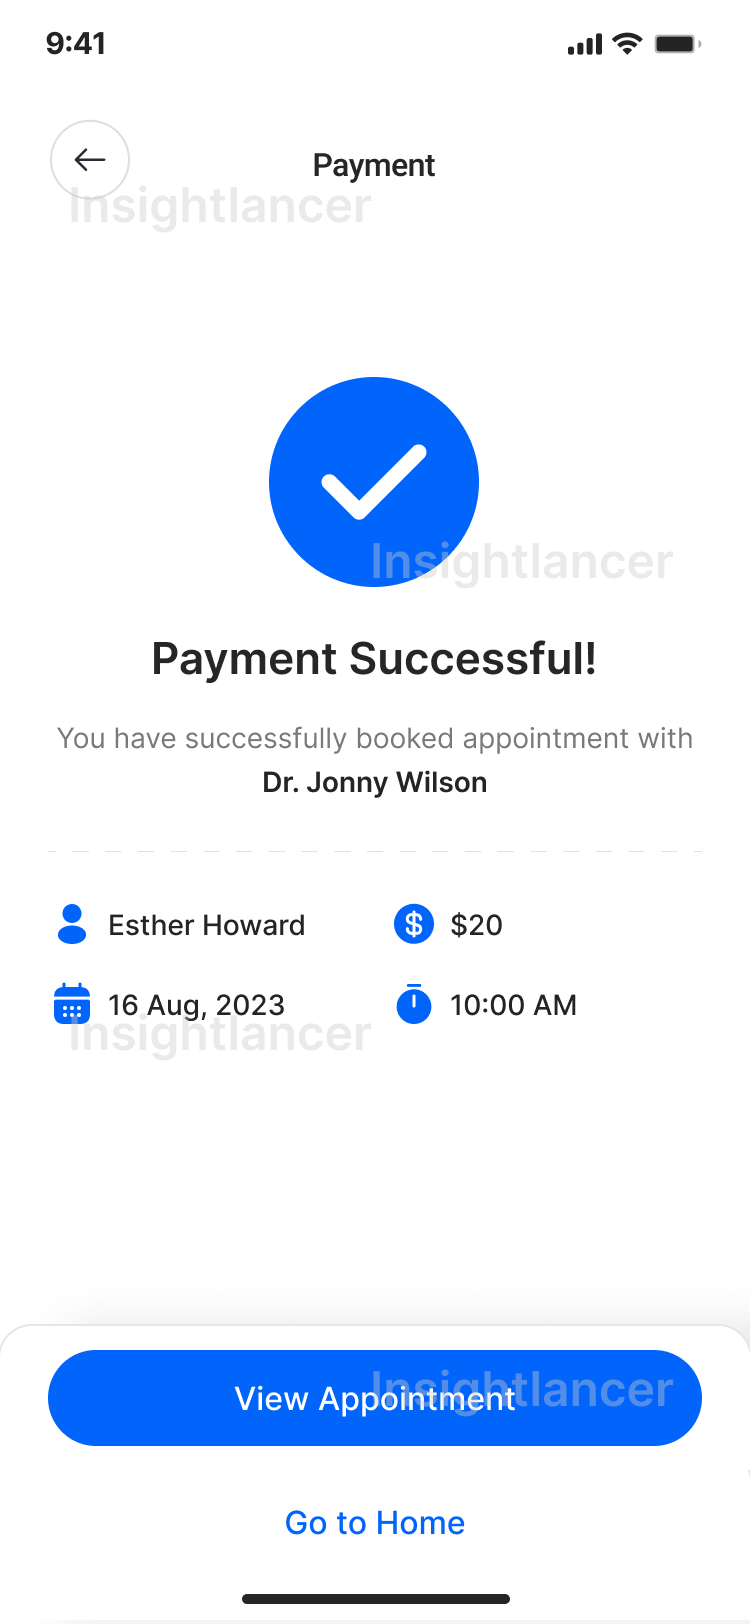 9:41
Payment
Insightlancer
Insightlancer
Payment Successful!
You have successfully booked appointment with
Dr. Jonny Wilson
Esther Howard
$20
16 Aug, 2023
10:00 AM
Insightlancer
Insightlancer
View Appointment
Go to Home